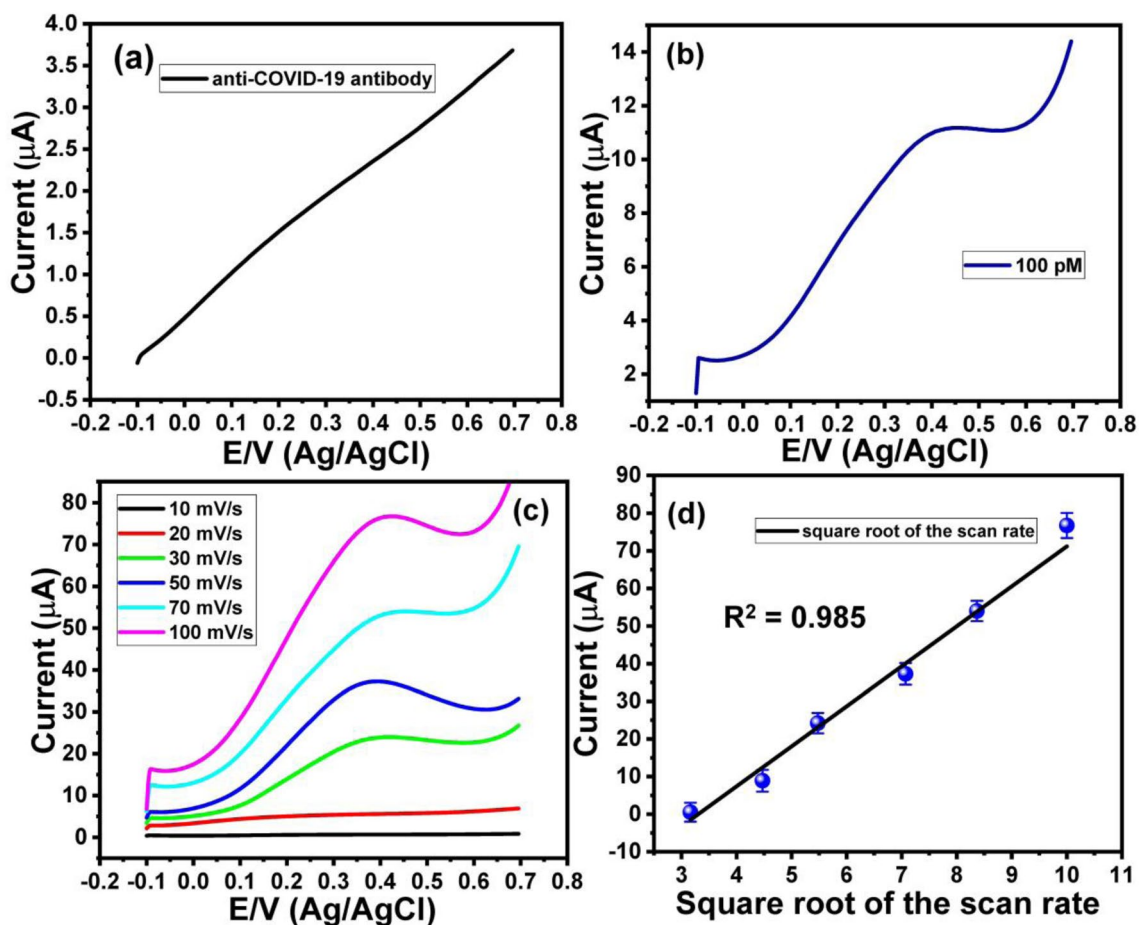 (a)
anti-COVID-19 antibody
Current (μA)
4.0
3.5
3.0
2.5
2.0
1.5
1.0
0.5
0.0
-0.5
-0.2 -0.1 0.0 0.1 0.2 0.3 0.4 0.5 0.6 0.7 0.8
E/V (Ag/AgCl)
(b)
100 pM
Current (μA)
14
12
10
8
6
4
2
-0.2 -0.1 0.0 0.1 0.2 0.3 0.4 0.5 0.6 0.7 0.8
E/V (Ag/AgCl)
(c)
10 mV/s
20 mV/s
30 mV/s
50 mV/s
70 mV/s
100 mV/s
Current (μA)
80
70
60
50
40
30
20
10
0
-0.2 -0.1 0.0 0.1 0.2 0.3 0.4 0.5 0.6 0.7 0.8
E/V (Ag/AgCl)
(d)
square root of the scan rate
R² = 0.985
Current (μA)
90
80
70
60
50
40
30
20
10
0
-10
3 4 5 6 7 8 9 10 11
Square root of the scan rate